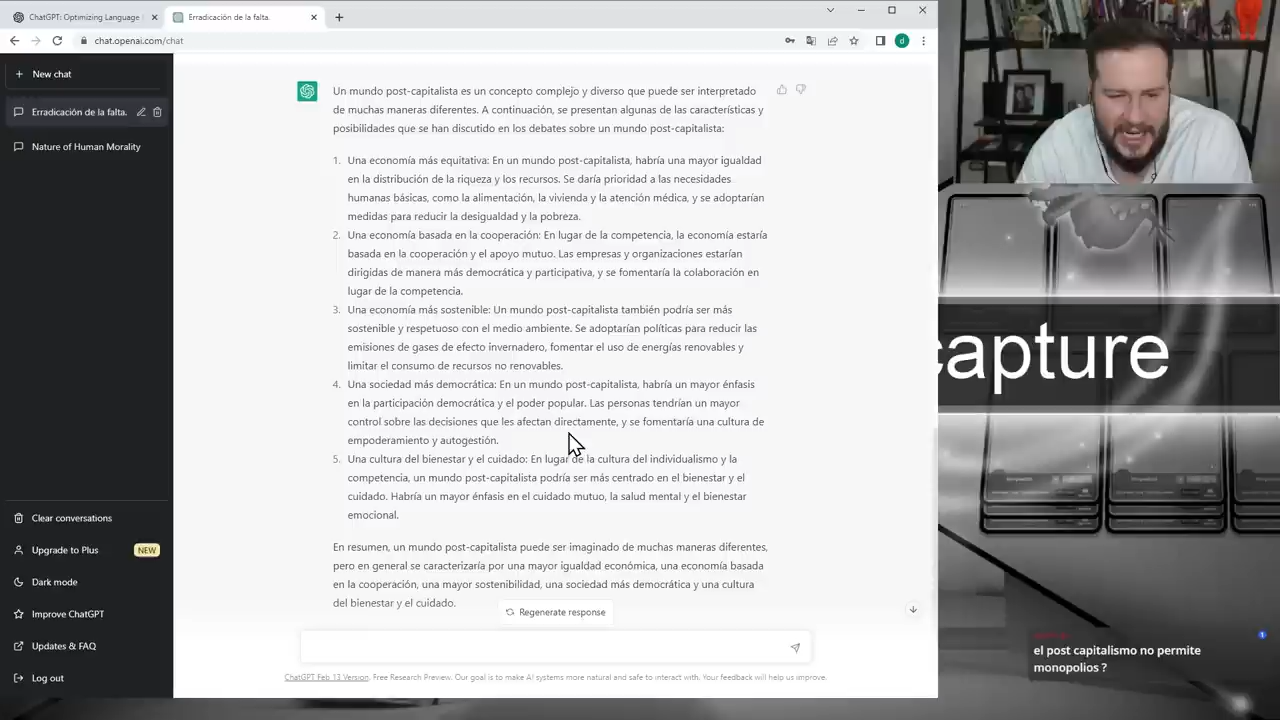 ChatGPT: Optimizing Language
Erradicación de la falta.
chat.openai.com/chat
d
New chat
Erradicación de la falta.
Nature of Human Morality
Clear conversations
Upgrade to Plus
NEW
Dark mode
Improve ChatGPT
Updates & FAQ
Log out
Un mundo post-capitalista es un concepto complejo y diverso que puede ser interpretado
de muchas maneras diferentes. A continuación, se presentan algunas de las características y
posibilidades que se han discutido en los debates sobre un mundo post-capitalista:
1. Una economía más equitativa: En un mundo post-capitalista, habría una mayor igualdad
en la distribución de la riqueza y los recursos. Se daría prioridad a las necesidades
humanas básicas, como la alimentación, la vivienda y la atención médica, y se adoptarían
medidas para reducir la desigualdad y la pobreza.
2. Una economía basada en la cooperación: En lugar de la competencia, la economía estaría
basada en la cooperación y el apoyo mutuo. Las empresas y organizaciones estarían
dirigidas de manera más democrática y participativa, y se fomentaría la colaboración en
lugar de la competencia.
3. Una economía más sostenible: Un mundo post-capitalista también podría ser más
sostenible y respetuoso con el medio ambiente. Se adoptarían políticas para reducir las
emisiones de gases de efecto invernadero, fomentar el uso de energías renovables y
limitar el consumo de recursos no renovables.
4. Una sociedad más democrática: En un mundo post-capitalista, habría un mayor énfasis
en la participación democrática y el poder popular. Las personas tendrían un mayor
control sobre las decisiones que les afectan directamente, y se fomentaría una cultura de
empoderamiento y autogestión.
5. Una cultura del bienestar y el cuidado: En lugar de la cultura del individualismo y la
competencia, un mundo post-capitalista podría ser más centrado en el bienestar y el
cuidado. Habría un mayor énfasis en el cuidado mutuo, la salud mental y el bienestar
emocional.
En resumen, un mundo post-capitalista puede ser imaginado de muchas maneras diferentes,
pero en general se caracterizaría por una mayor igualdad económica, una economía basada
en la cooperación, una mayor sostenibilidad, una sociedad más democrática y una cultura
del bienestar y el cuidado.
Regenerate response
ChatGPT Feb 13 Version. Free Research Preview. Our goal is to make AI systems more natural and safe to interact with. Your feedback will help us improve.
capture
el post capitalismo no permite
monopolios ?
1